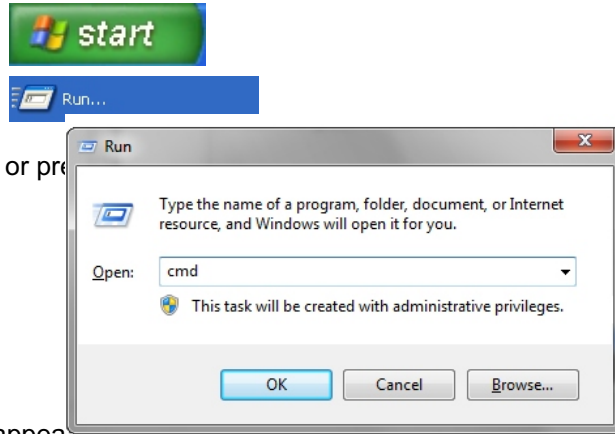 start
Run...
Run
or
Type the name of a program, folder, document, or Internet
resource, and Windows will open it for you.
Open:
cmd
This task will be created with administrative privileges.
OK
Cancel
Browse...